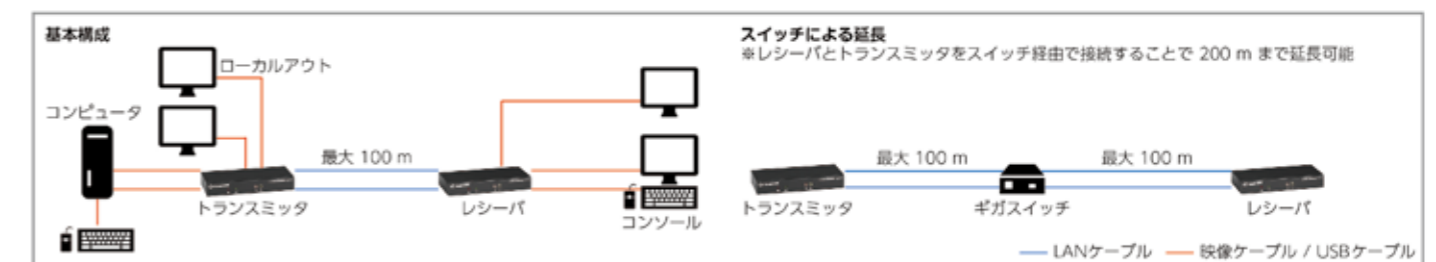 基本構成
ローカルアウト
コンピュータ
最大 100 m
トランスミッタ
レシーバ
コンソール
スイッチによる延長
※レシーバとトランスミッタをスイッチ経由で接続することで 200 m まで延長可能
最大 100 m
最大 100 m
トランスミッタ
ギガスイッチ
レシーバ
LANケーブル
映像ケーブル / USBケーブル